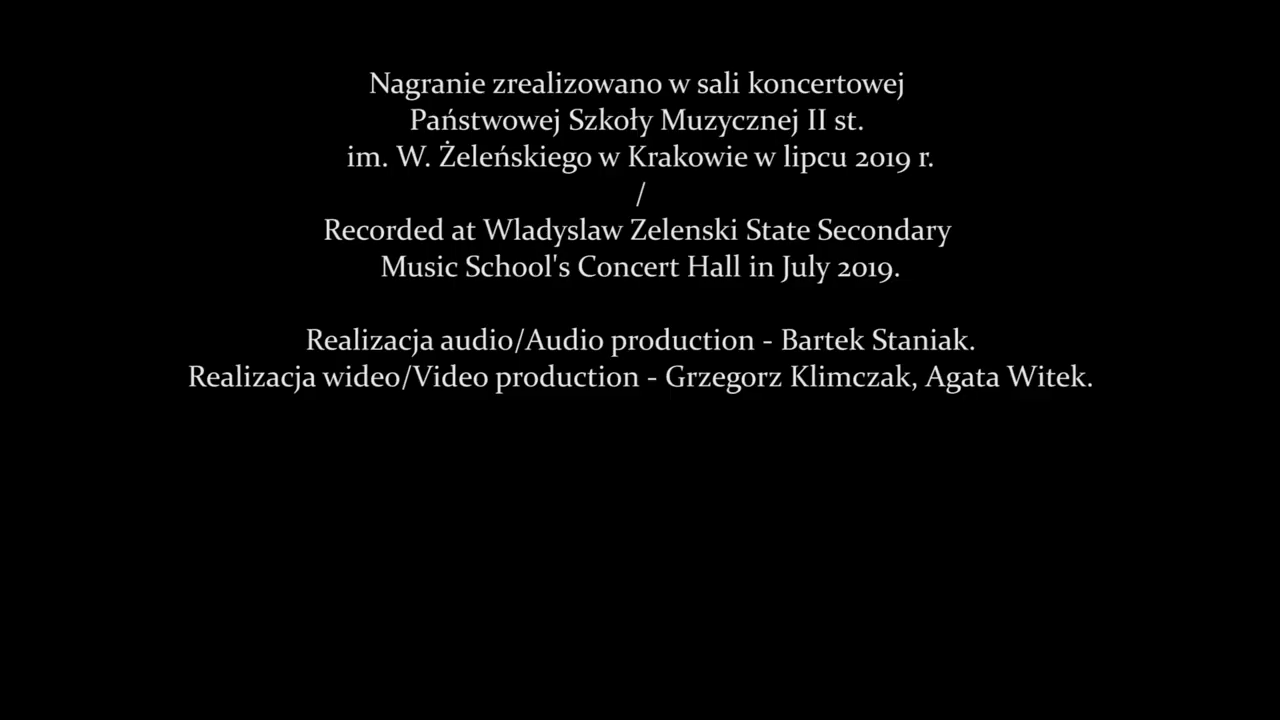 Nagranie zrealizowano w sali koncertowej
Państwowej Szkoły Muzycznej II st.
im. W. Żeleńskiego w Krakowie w lipcu 2019 r.
/
Recorded at Wladyslaw Zelenski State Secondary
Music School's Concert Hall in July 2019.
Realizacja audio/Audio production - Bartek Staniak.
Realizacja wideo/Video production - Grzegorz Klimczak, Agata Witek.